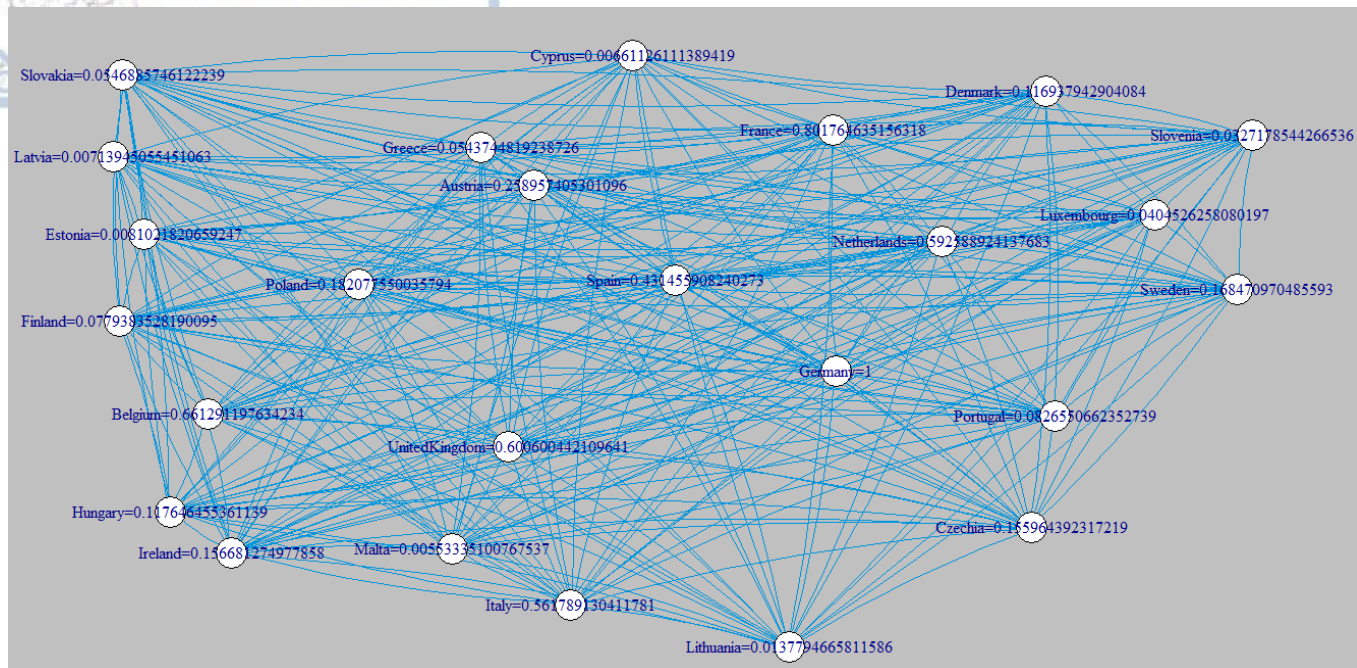 Cyprus=0.00661126111389419
Slovakia=0.0546885746122239
Denmark=0.116937942904084
France=0.801764635156318
Slovenia=0.0327178544266536
Greece=0.0543744819238726
Latvia=0.00713945055451063
Austria=0.258957405301096
Luxembourg=0.0404526258080197
Estonia=0.0081021820659247
Netherlands=0.592588924137683
Poland=0.182077550035794
Spain=0.431455908240273
Sweden=0.168470970485593
Finland=0.0779383528190095
Germany=1
Belgium=0.661291197634234
Portugal=0.0826550662352739
UnitedKingdom=0.600600442109641
Hungary=0.117646455361139
Czechia=0.155964392317219
Ireland=0.156681274977858
Malta=0.00553335100767537
Italy=0.561789130411781
Lithuania=0.0137794665811586